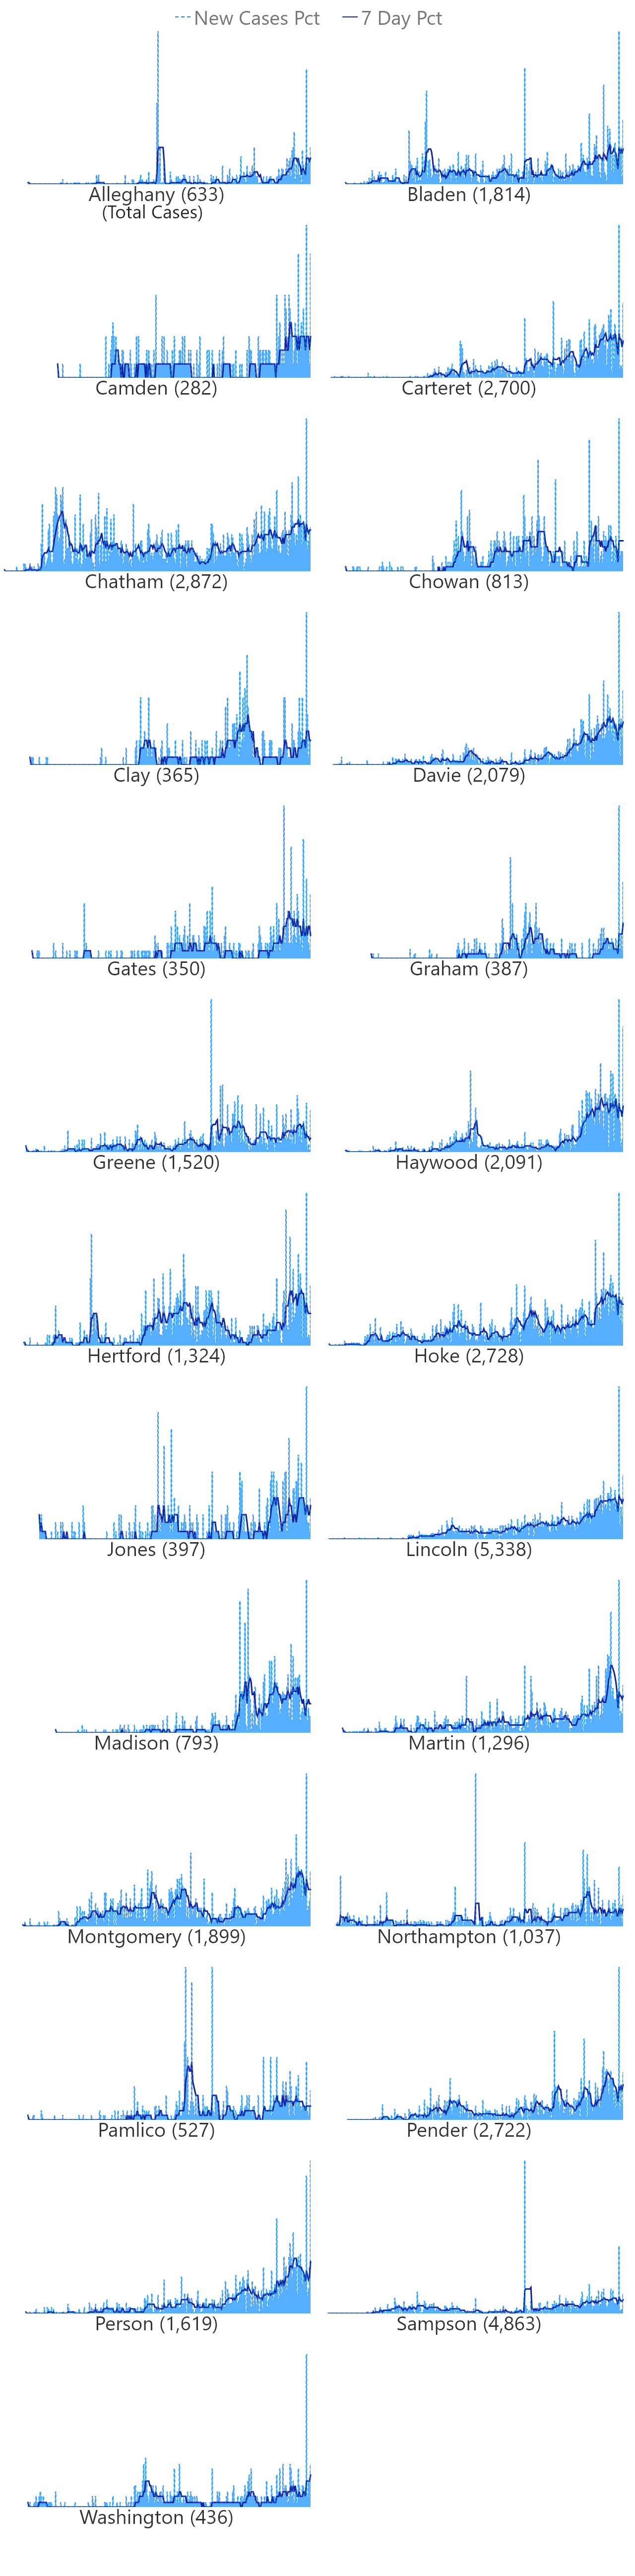 New Cases Pct 7 Day Pct
Alleghany (633)
(Total Cases)
Bladen (1,814)
Camden (282)
Carteret (2,700)
Chatham (2,872)
Chowan (813)
Clay (365)
Davie (2,079)
Gates (350)
Graham (387)
Greene (1,520)
Haywood (2,091)
Hertford (1,324)
Hoke (2,728)
Jones (397)
Lincoln (5,338)
Madison (793)
Martin (1,296)
Montgomery (1,899)
Northampton (1,037)
Pamlico (527)
Pender (2,722)
Person (1,619)
Sampson (4,863)
Washington (436)